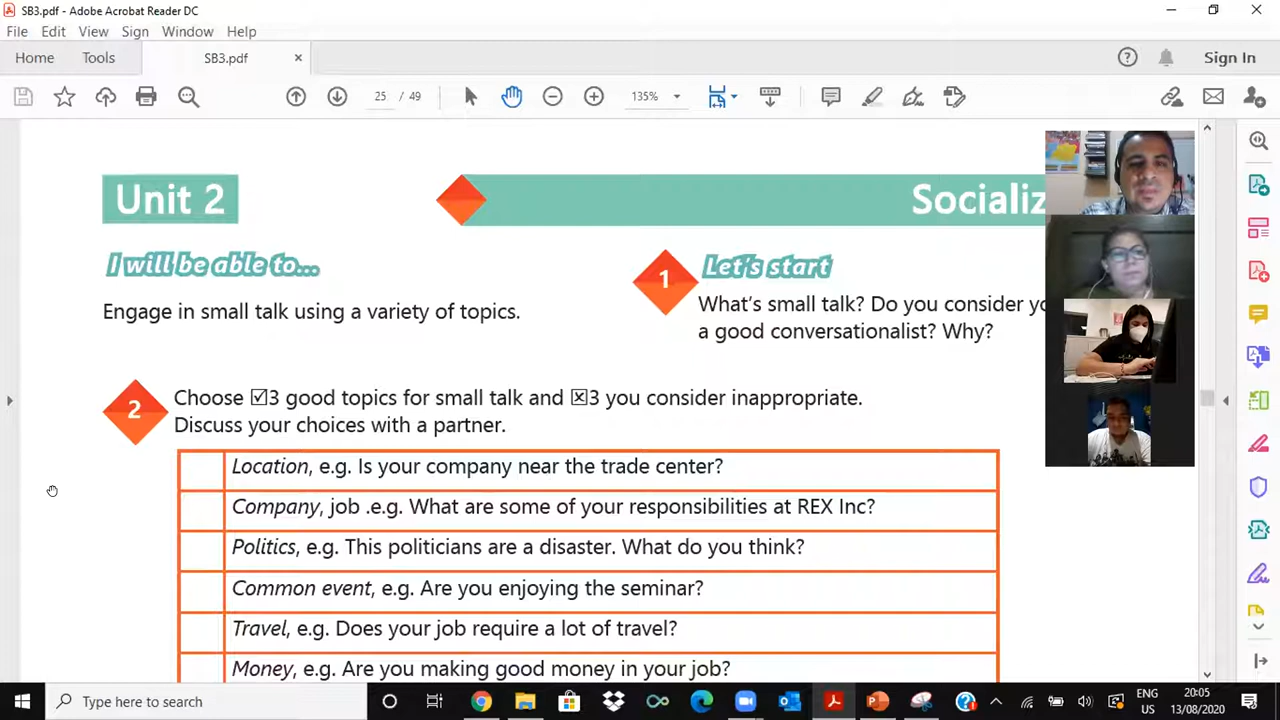 SB3.pdf - Adobe Acrobat Reader DC
File Edit View Sign Window Help
Home Tools SB3.pdf × Sign In
25 / 49 135%
Unit 2
Socializ
I will be able to...
Engage in small talk using a variety of topics.
1 Let's start
What's small talk? Do you consider yo
a good conversationalist? Why?
2 Choose ☑3 good topics for small talk and ☒3 you consider inappropriate.
Discuss your choices with a partner.
Location, e.g. Is your company near the trade center?
Company, job .e.g. What are some of your responsibilities at REX Inc?
Politics, e.g. This politicians are a disaster. What do you think?
Common event, e.g. Are you enjoying the seminar?
Travel, e.g. Does your job require a lot of travel?
Money, e.g. Are you making good money in your job?
Type here to search
ENG 20:05
US 13/08/2020